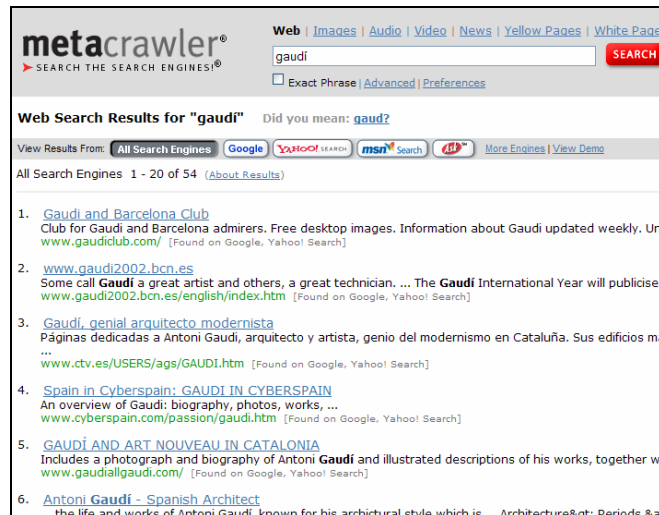 metacrawler®
SEARCH THE SEARCH ENGINES!®
Web | Images | Audio | Video | News | Yellow Pages | White Page
gaudí
SEARCH
Exact Phrase | Advanced | Preferences
Web Search Results for "gaudí" Did you mean: gaud?
View Results From: All Search Engines Google YAHOO! SEARCH msn Search Ask More Engines | View Demo
All Search Engines 1 - 20 of 54 (About Results)
1. Gaudi and Barcelona Club
Club for Gaudi and Barcelona admirers. Free desktop images. Information about Gaudi updated weekly. Un
www.gaudiclub.com/ [Found on Google, Yahoo! Search]
2. www.gaudi2002.bcn.es
Some call Gaudí a great artist and others, a great technician. ... The Gaudí International Year will publicise
www.gaudi2002.bcn.es/english/index.htm [Found on Google, Yahoo! Search]
3. Gaudí, genial arquitecto modernista
Páginas dedicadas a Antoni Gaudi, arquitecto y artista, genio del modernismo en Cataluña. Sus edificios ma
...
www.ctv.es/USERS/ags/GAUDI.htm [Found on Google, Yahoo! Search]
4. Spain in Cyberspain: GAUDI IN CYBERSPAIN
An overview of Gaudi: biography, photos, works, ...
www.cyberspain.com/passion/gaudi.htm [Found on Google, Yahoo! Search]
5. GAUDÍ AND ART NOUVEAU IN CATALONIA
Includes a photograph and biography of Antoni Gaudí and illustrated descriptions of his works, together w
www.gaudiallgaudi.com/ [Found on Google, Yahoo! Search]
6. Antoni Gaudí - Spanish Architect
... the life and works of Antoni Gaudí, known for his archictural style which is ... Architecture&gt; Periods &a